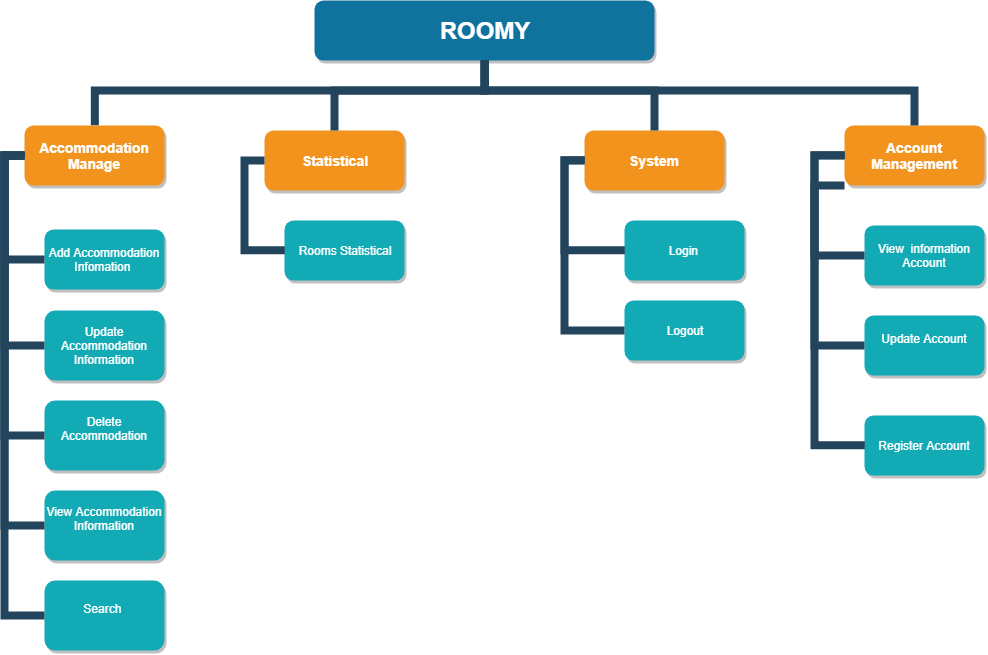 ROOMY
Accommodation
Manage
Statistical
System
Account
Management
Add Accommodation
Infomation
Update
Accommodation
Information
Delete
Accommodation
View Accommodation
Information
Search
Rooms Statistical
Login
Logout
View  information
Account
Update Account
Register Account